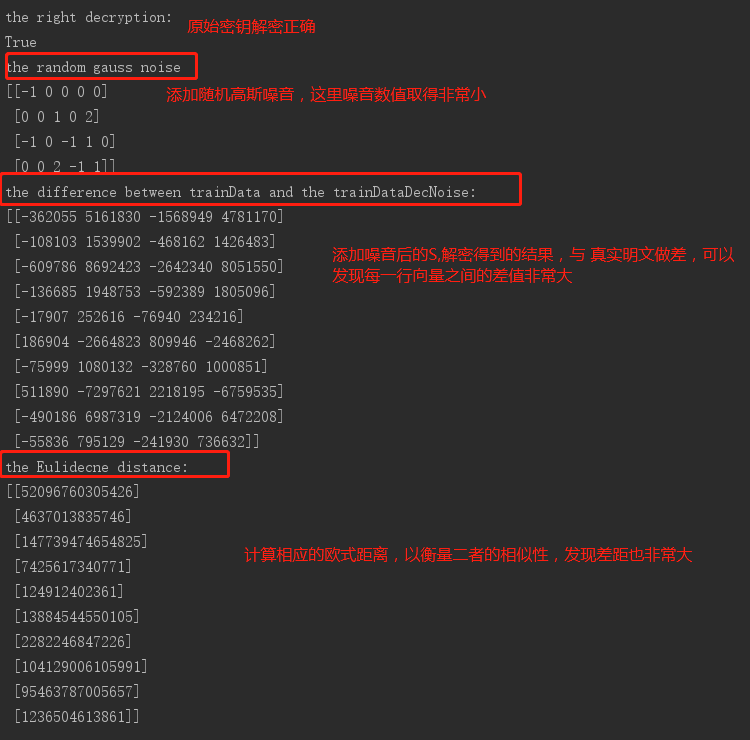 the right decryption:
原始密钥解密正确
True
the random gauss noise
[[-1 0 0 0 0]
添加随机高斯噪音，这里噪音数值取得非常小
[0 0 1 0 2]
[-1 0 -1 1 0]
[0 0 2 -1 1]]
the difference between trainData and the trainDataDecNoise:
[[-362055 5161830 -1568949 4781170]
[-108103 1539902 -468162 1426483]
添加噪音后的S,解密得到的结果，与 真实明文做差，可以
[-609786 8692423 -2642340 8051550]
发现每一行向量之间的差值非常大
[-136685 1948753 -592389 1805096]
[-17907 252616 -76940 234216]
[186904 -2664823 809946 -2468262]
[-75999 1080132 -328760 1000851]
[511890 -7297621 2218195 -6759535]
[-490186 6987319 -2124006 6472208]
[-55836 795129 -241930 736632]]
the Eulidecne distance:
[[52096760305426]
[4637013835746]
[147739474654825]
计算相应的欧式距离，以衡量二者的相似性，发现差距也非常大
[7425617340771]
[124912402361]
[13884544550105]
[2282246847226]
[104129006105991]
[95463787005657]
[1236504613861]]